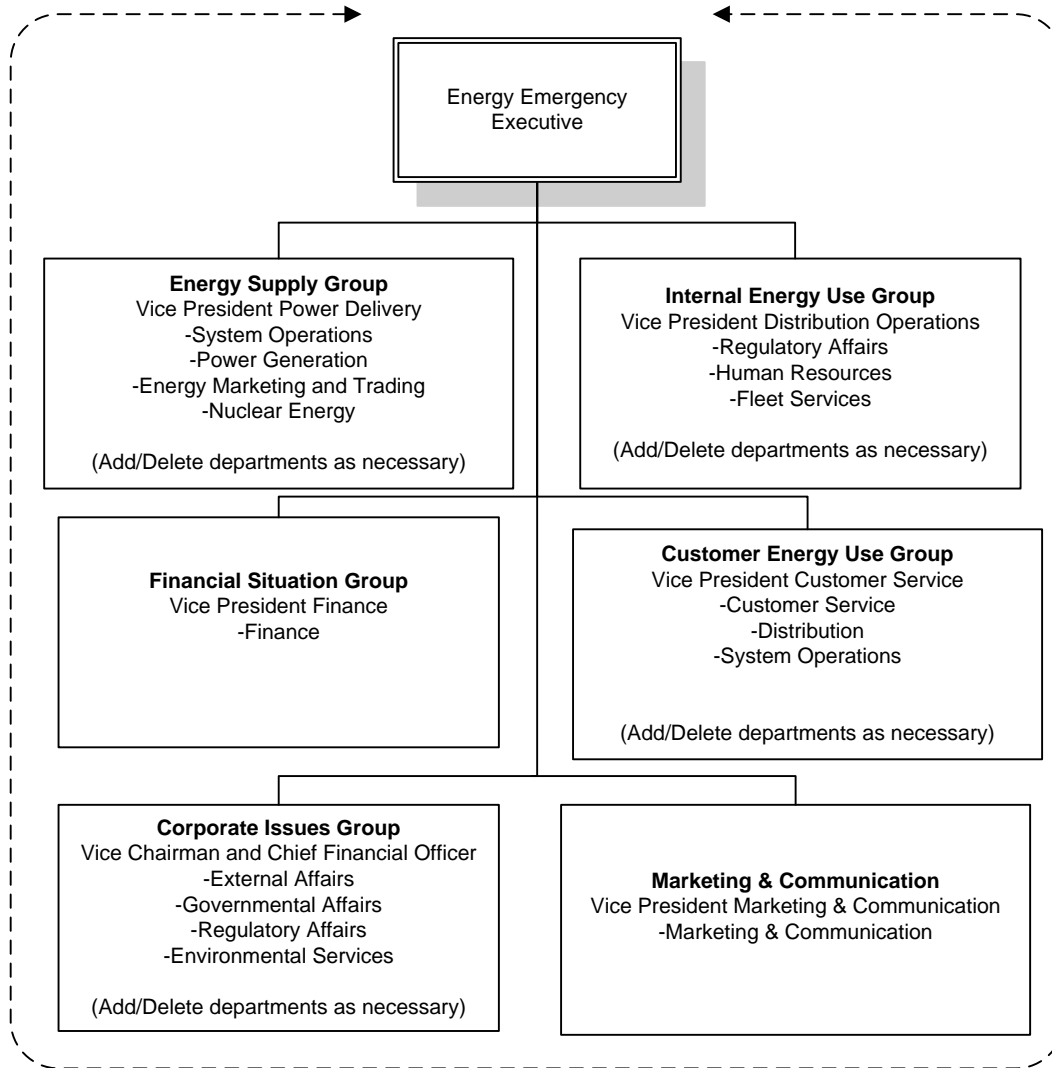 Energy Emergency
Executive
Energy Supply Group
Vice President Power Delivery
-System Operations
-Power Generation
-Energy Marketing and Trading
-Nuclear Energy
(Add/Delete departments as necessary)
Internal Energy Use Group
Vice President Distribution Operations
-Regulatory Affairs
-Human Resources
-Fleet Services
(Add/Delete departments as necessary)
Financial Situation Group
Vice President Finance
-Finance
Customer Energy Use Group
Vice President Customer Service
-Customer Service
-Distribution
-System Operations
(Add/Delete departments as necessary)
Corporate Issues Group
Vice Chairman and Chief Financial Officer
-External Affairs
-Governmental Affairs
-Regulatory Affairs
-Environmental Services
(Add/Delete departments as necessary)
Marketing & Communication
Vice President Marketing & Communication
-Marketing & Communication